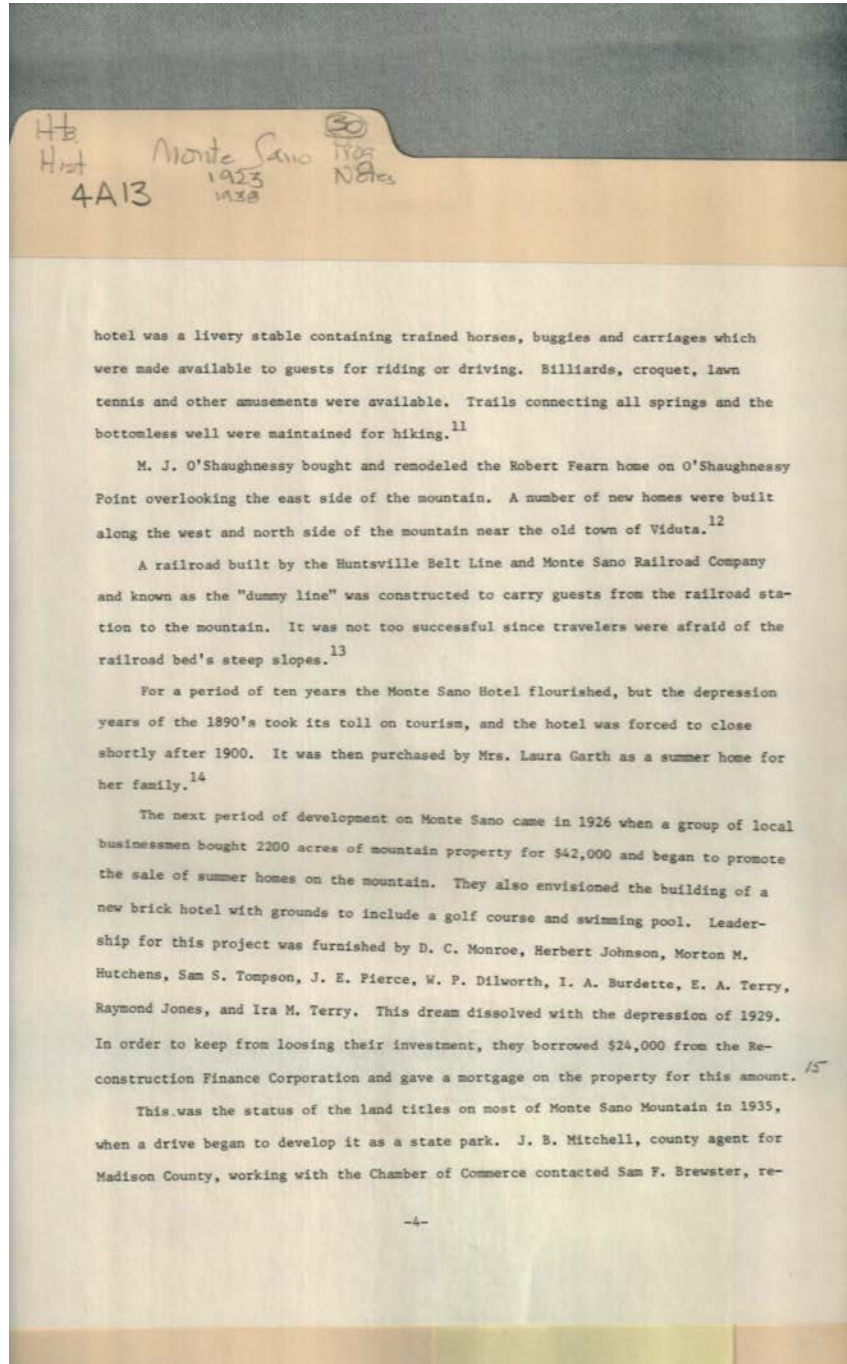 Htb. Monte Sano 30 Prog
Hist 1923 Notes
4A13 1938
hotel was a livery stable containing trained horses, buggies and carriages which
were made available to guests for riding or driving. Billiards, croquet, lawn
tennis and other amusements were available. Trails connecting all springs and the
bottomless well were maintained for hiking.11
M. J. O'Shaughnessy bought and remodeled the Robert Fearn home on O'Shaughnessy
Point overlooking the east side of the mountain. A number of new homes were built
along the west and north side of the mountain near the old town of Viduta.12
A railroad built by the Huntsville Belt Line and Monte Sano Railroad Company
and known as the "dummy line" was constructed to carry guests from the railroad sta-
tion to the mountain. It was not too successful since travelers were afraid of the
railroad bed's steep slopes.13
For a period of ten years the Monte Sano Hotel flourished, but the depression
years of the 1890's took its toll on tourism, and the hotel was forced to close
shortly after 1900. It was then purchased by Mrs. Laura Garth as a summer home for
her family.14
The next period of development on Monte Sano came in 1926 when a group of local
businessmen bought 2200 acres of mountain property for $42,000 and began to promote
the sale of summer homes on the mountain. They also envisioned the building of a
new brick hotel with grounds to include a golf course and swimming pool. Leader-
ship for this project was furnished by D. C. Monroe, Herbert Johnson, Morton M.
Hutchens, Sam S. Tompson, J. E. Pierce, W. P. Dilworth, I. A. Burdette, E. A. Terry,
Raymond Jones, and Ira M. Terry. This dream dissolved with the depression of 1929.
In order to keep from loosing their investment, they borrowed $24,000 from the Re-
construction Finance Corporation and gave a mortgage on the property for this amount. 15
This.was the status of the land titles on most of Monte Sano Mountain in 1935,
when a drive began to develop it as a state park. J. B. Mitchell, county agent for
Madison County, working with the Chamber of Commerce contacted Sam F. Brewster, re-
-4-